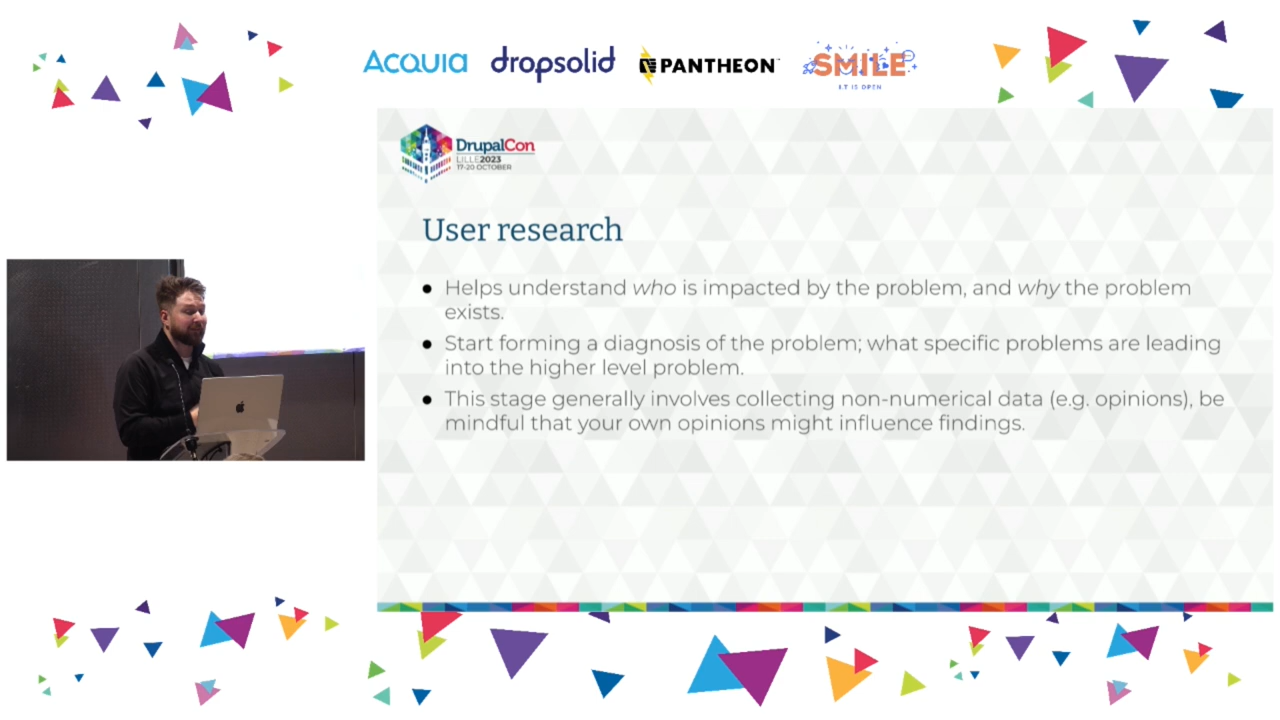 ACQUIA dropsolid PANTHEON SMILE
I.T IS OPEN
DrupalCon
LILLE2023
17-20 OCTOBER
User research
• Helps understand who is impacted by the problem, and why the problem
exists.
• Start forming a diagnosis of the problem; what specific problems are leading
into the higher level problem.
• This stage generally involves collecting non-numerical data (e.g. opinions), be
mindful that your own opinions might influence findings.